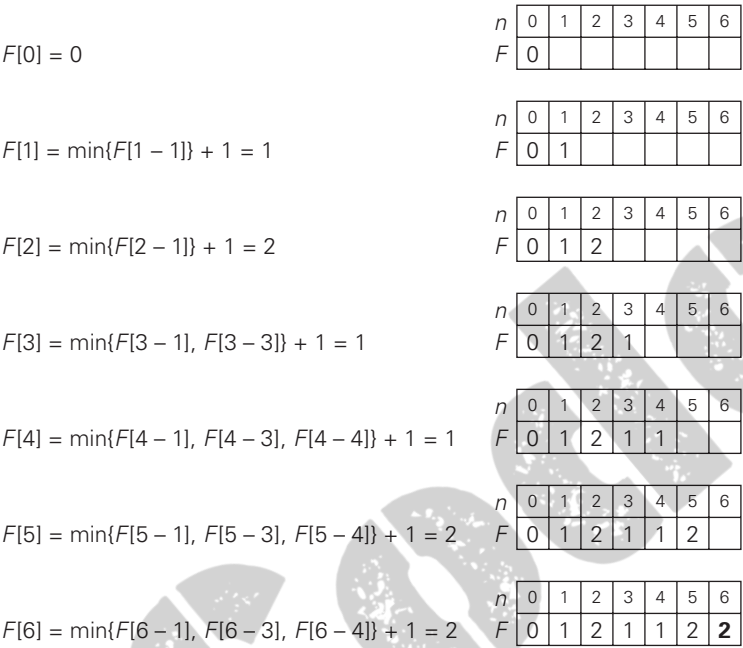 n 0 1 2 3 4 5 6
F[0] = 0 F 0
n 0 1 2 3 4 5 6
F[1] = min{F[1 – 1]} + 1 = 1 F 0 1
n 0 1 2 3 4 5 6
F[2] = min{F[2 – 1]} + 1 = 2 F 0 1 2
n 0 1 2 3 4 5 6
F[3] = min{F[3 – 1], F[3 – 3]} + 1 = 1 F 0 1 2 1
n 0 1 2 3 4 5 6
F[4] = min{F[4 – 1], F[4 – 3], F[4 – 4]} + 1 = 1 F 0 1 2 1 1
n 0 1 2 3 4 5 6
F[5] = min{F[5 – 1], F[5 – 3], F[5 – 4]} + 1 = 2 F 0 1 2 1 1 2
n 0 1 2 3 4 5 6
F[6] = min{F[6 – 1], F[6 – 3], F[6 – 4]} + 1 = 2 F 0 1 2 1 1 2 2